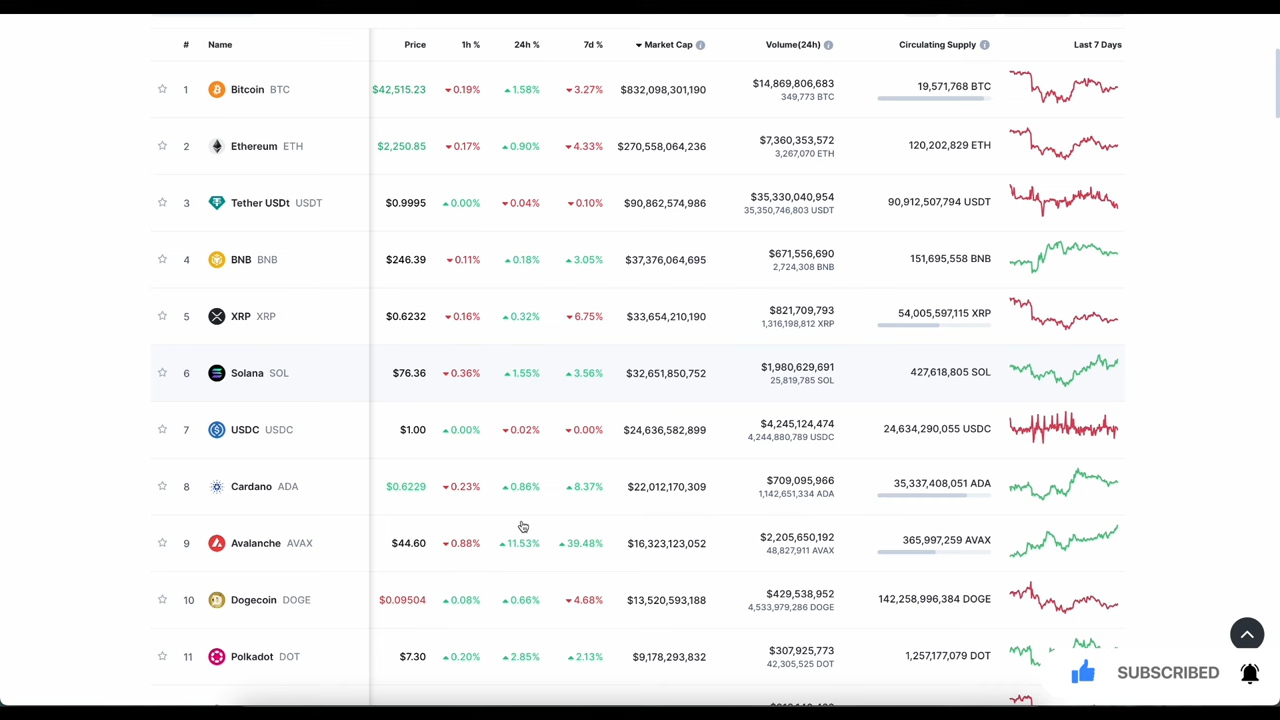 # Name Price 1h % 24h % 7d % Market Cap Volume(24h) Circulating Supply Last 7 Days
1 Bitcoin BTC $42,515.23 0.19% 1.58% 3.27% $832,098,301,190 $14,869,806,683 19,571,768 BTC
349,773 BTC
2 Ethereum ETH $2,250.85 0.17% 0.90% 4.33% $270,558,064,236 $7,360,353,572 120,202,829 ETH
3,267,070 ETH
3 Tether USDt USDT $0.9995 0.00% 0.04% 0.10% $90,862,574,986 $35,330,040,954 90,912,507,794 USDT
35,350,746,803 USDT
4 BNB BNB $246.39 0.11% 0.18% 3.05% $37,376,064,695 $671,556,690 151,695,558 BNB
2,724,308 BNB
5 XRP XRP $0.6232 0.16% 0.32% 6.75% $33,654,210,190 $821,709,793 54,005,597,115 XRP
1,316,198,812 XRP
6 Solana SOL $76.36 0.36% 1.55% 3.56% $32,651,850,752 $1,980,629,691 427,618,805 SOL
25,819,785 SOL
7 USDC USDC $1.00 0.00% 0.02% 0.00% $24,636,582,899 $4,245,124,474 24,634,290,055 USDC
4,244,880,789 USDC
8 Cardano ADA $0.6229 0.23% 0.86% 8.37% $22,012,170,309 $709,095,966 35,337,408,051 ADA
1,142,651,334 ADA
9 Avalanche AVAX $44.60 0.88% 11.53% 39.48% $16,323,123,052 $2,205,650,192 365,997,259 AVAX
48,827,911 AVAX
10 Dogecoin DOGE $0.09504 0.08% 0.66% 4.68% $13,520,593,188 $429,538,952 142,258,996,384 DOGE
4,533,979,286 DOGE
11 Polkadot DOT $7.30 0.20% 2.85% 2.13% $9,178,293,832 $307,925,773 1,257,177,079 DOT
42,305,525 DOT
SUBSCRIBED